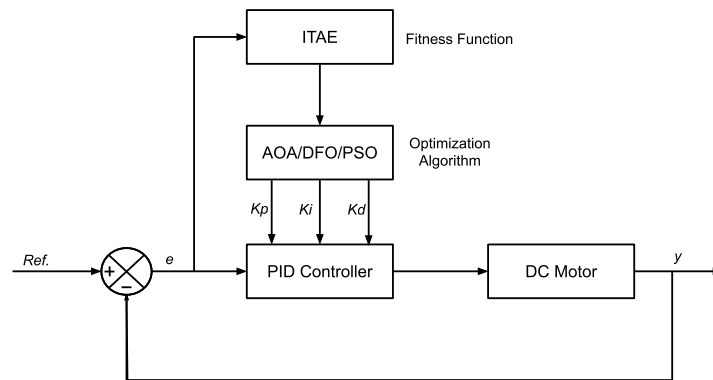 ITAE
Fitness Function
AOA/DFO/PSO
Optimization
Algorithm
Kp
Ki
Kd
Ref.
+
−
e
PID Controller
DC Motor
y